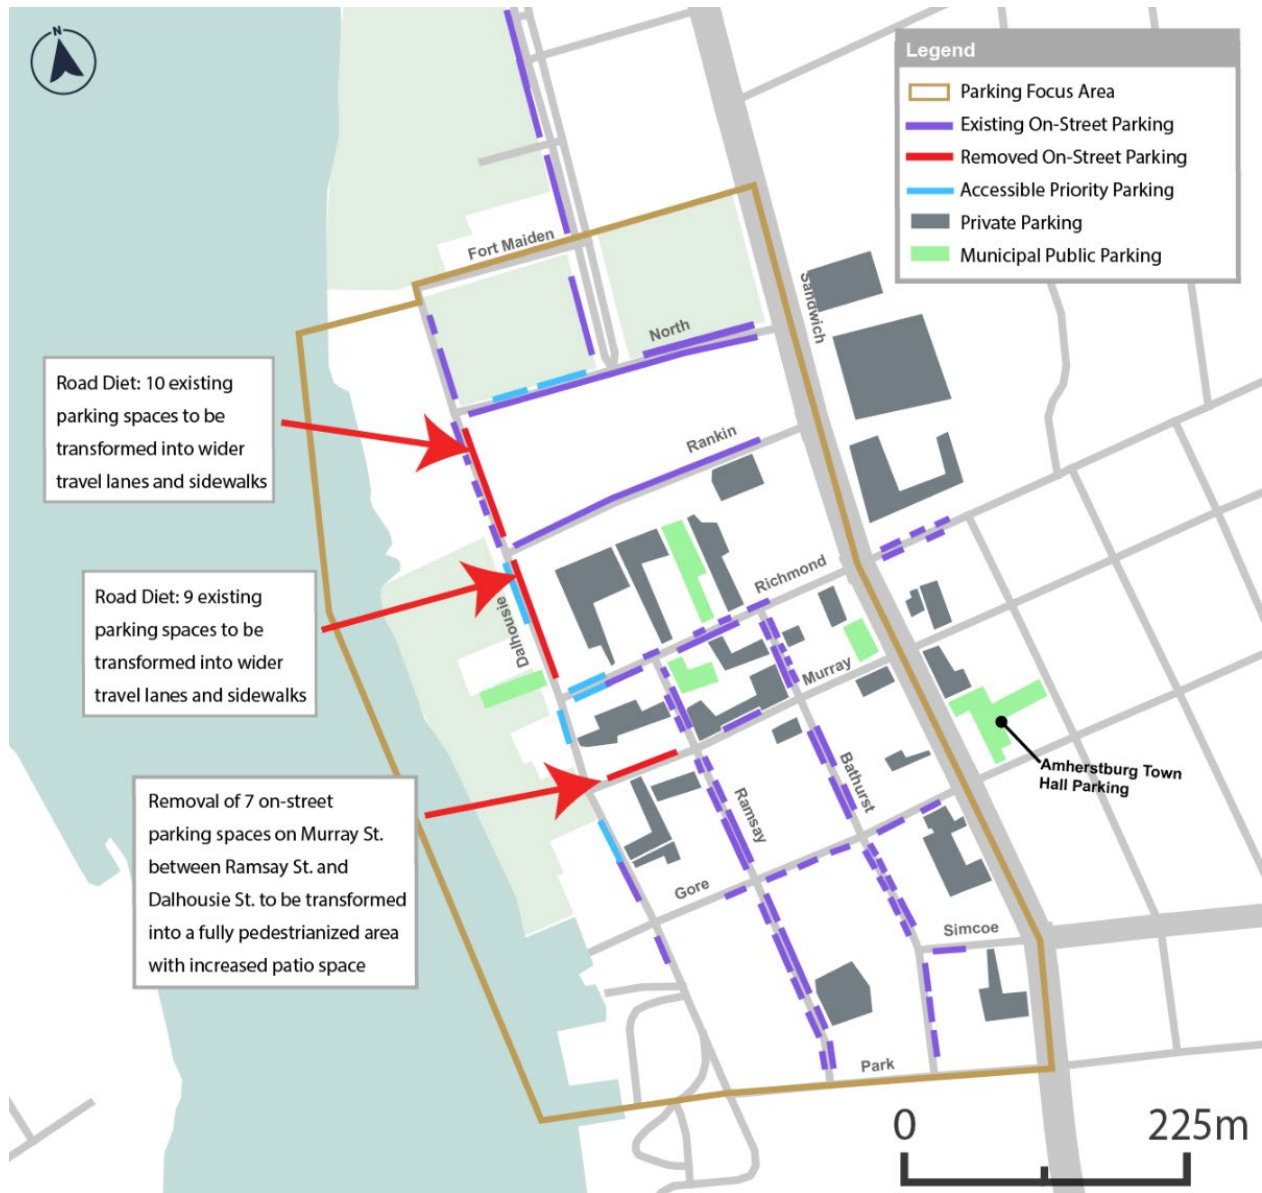 N
Legend
Parking Focus Area
Existing On-Street Parking
Removed On-Street Parking
Accessible Priority Parking
Private Parking
Municipal Public Parking
Fort Maiden
Sandwich
North
Road Diet: 10 existing
parking spaces to be
transformed into wider
travel lanes and sidewalks
Rankin
Richmond
Road Diet: 9 existing
parking spaces to be
transformed into wider
travel lanes and sidewalks
Dalhousie
Murray
Amherstburg Town
Hall Parking
Bathurst
Ramsay
Removal of 7 on-street
parking spaces on Murray St.
between Ramsay St. and
Dalhousie St. to be transformed
into a fully pedestrianized area
with increased patio space
Gore
Simcoe
Park
0 225m